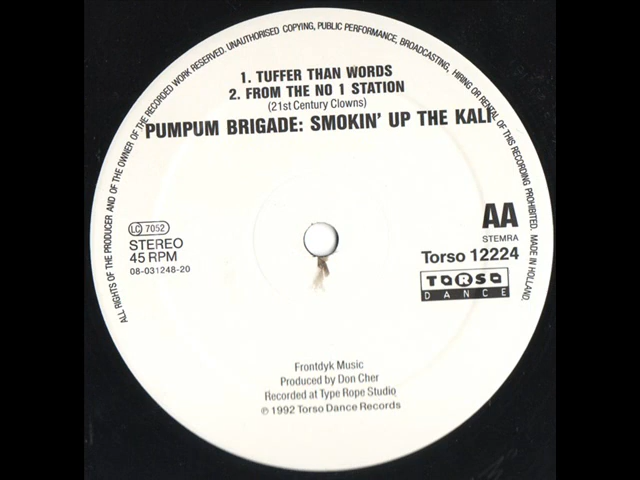 ALL RIGHTS OF THE PRODUCER AND OF THE OWNER OF THE RECORDED WORK RESERVED. UNAUTHORISED COPYING, PUBLIC PERFORMANCE, BROADCASTING, HIRING OR RENTAL OF THIS RECORDING PROHIBITED. MADE IN HOLLAND.
1. TUFFER THAN WORDS
2. FROM THE NO 1 STATION
(21st Century Clowns)
PUMPUM BRIGADE: SMOKIN' UP THE KALI
LC 7052
STEREO
45 RPM
08-031248-20
AA
STEMRA
Torso 12224
TORSO
DANCE
Frontdyk Music
Produced by Don Cher
Recorded at Type Rope Studio
© 1992 Torso Dance Records